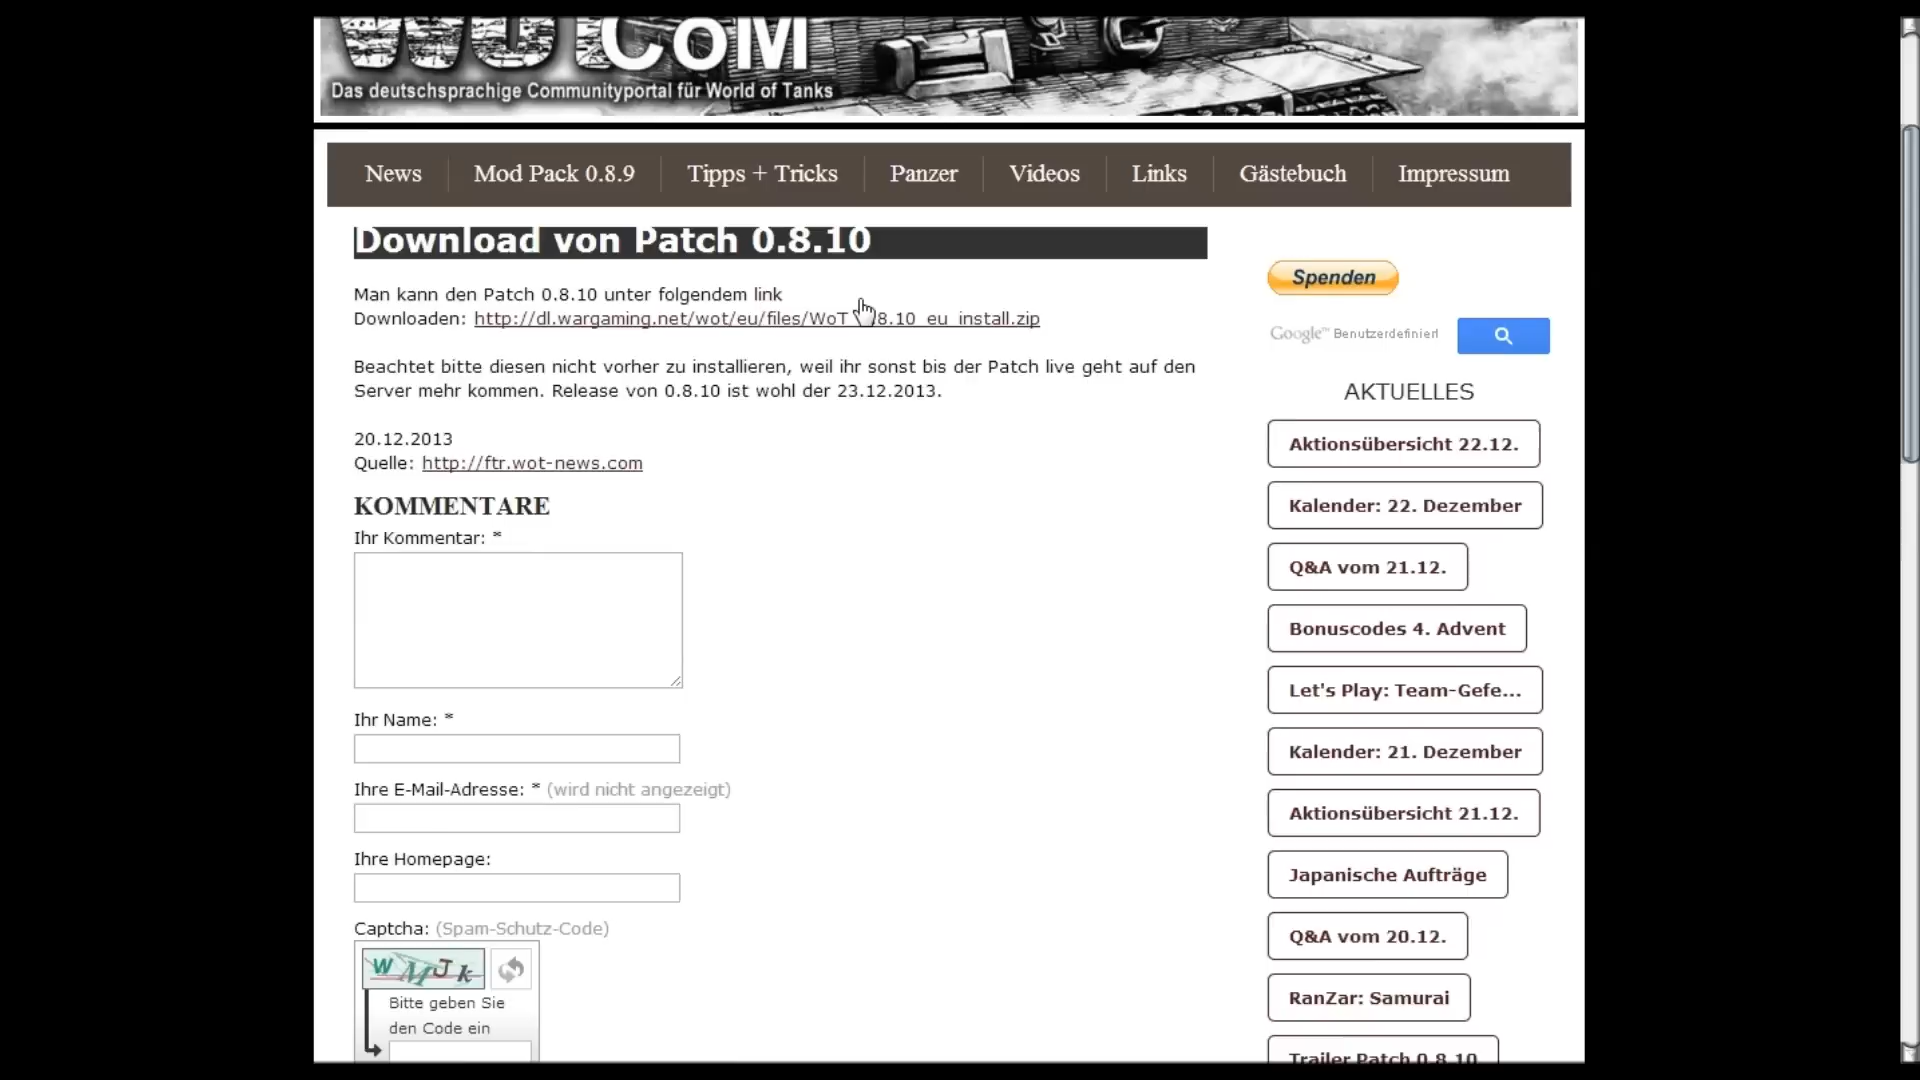 WOTCoM
Das deutschsprachige Communityportal für World of Tanks
News
Mod Pack 0.8.9
Tipps + Tricks
Panzer
Videos
Links
Gästebuch
Impressum
Download von Patch 0.8.10
Man kann den Patch 0.8.10 unter folgendem link
Downloaden: http://dl.wargaming.net/wot/eu/files/WoT 8.10_eu_install.zip
Beachtet bitte diesen nicht vorher zu installieren, weil ihr sonst bis der Patch live geht auf den
Server mehr kommen. Release von 0.8.10 ist wohl der 23.12.2013.
20.12.2013
Quelle: http://ftr.wot-news.com
KOMMENTARE
Ihr Kommentar: *
Ihr Name: *
Ihre E-Mail-Adresse: * (wird nicht angezeigt)
Ihre Homepage:
Captcha: (Spam-Schutz-Code)
W M J k
Bitte geben Sie
den Code ein
Spenden
Google™ Benutzerdefiniert
AKTUELLES
Aktionsübersicht 22.12.
Kalender: 22. Dezember
Q&A vom 21.12.
Bonuscodes 4. Advent
Let's Play: Team-Gefe...
Kalender: 21. Dezember
Aktionsübersicht 21.12.
Japanische Aufträge
Q&A vom 20.12.
RanZar: Samurai
Trailer Patch 0.8.10